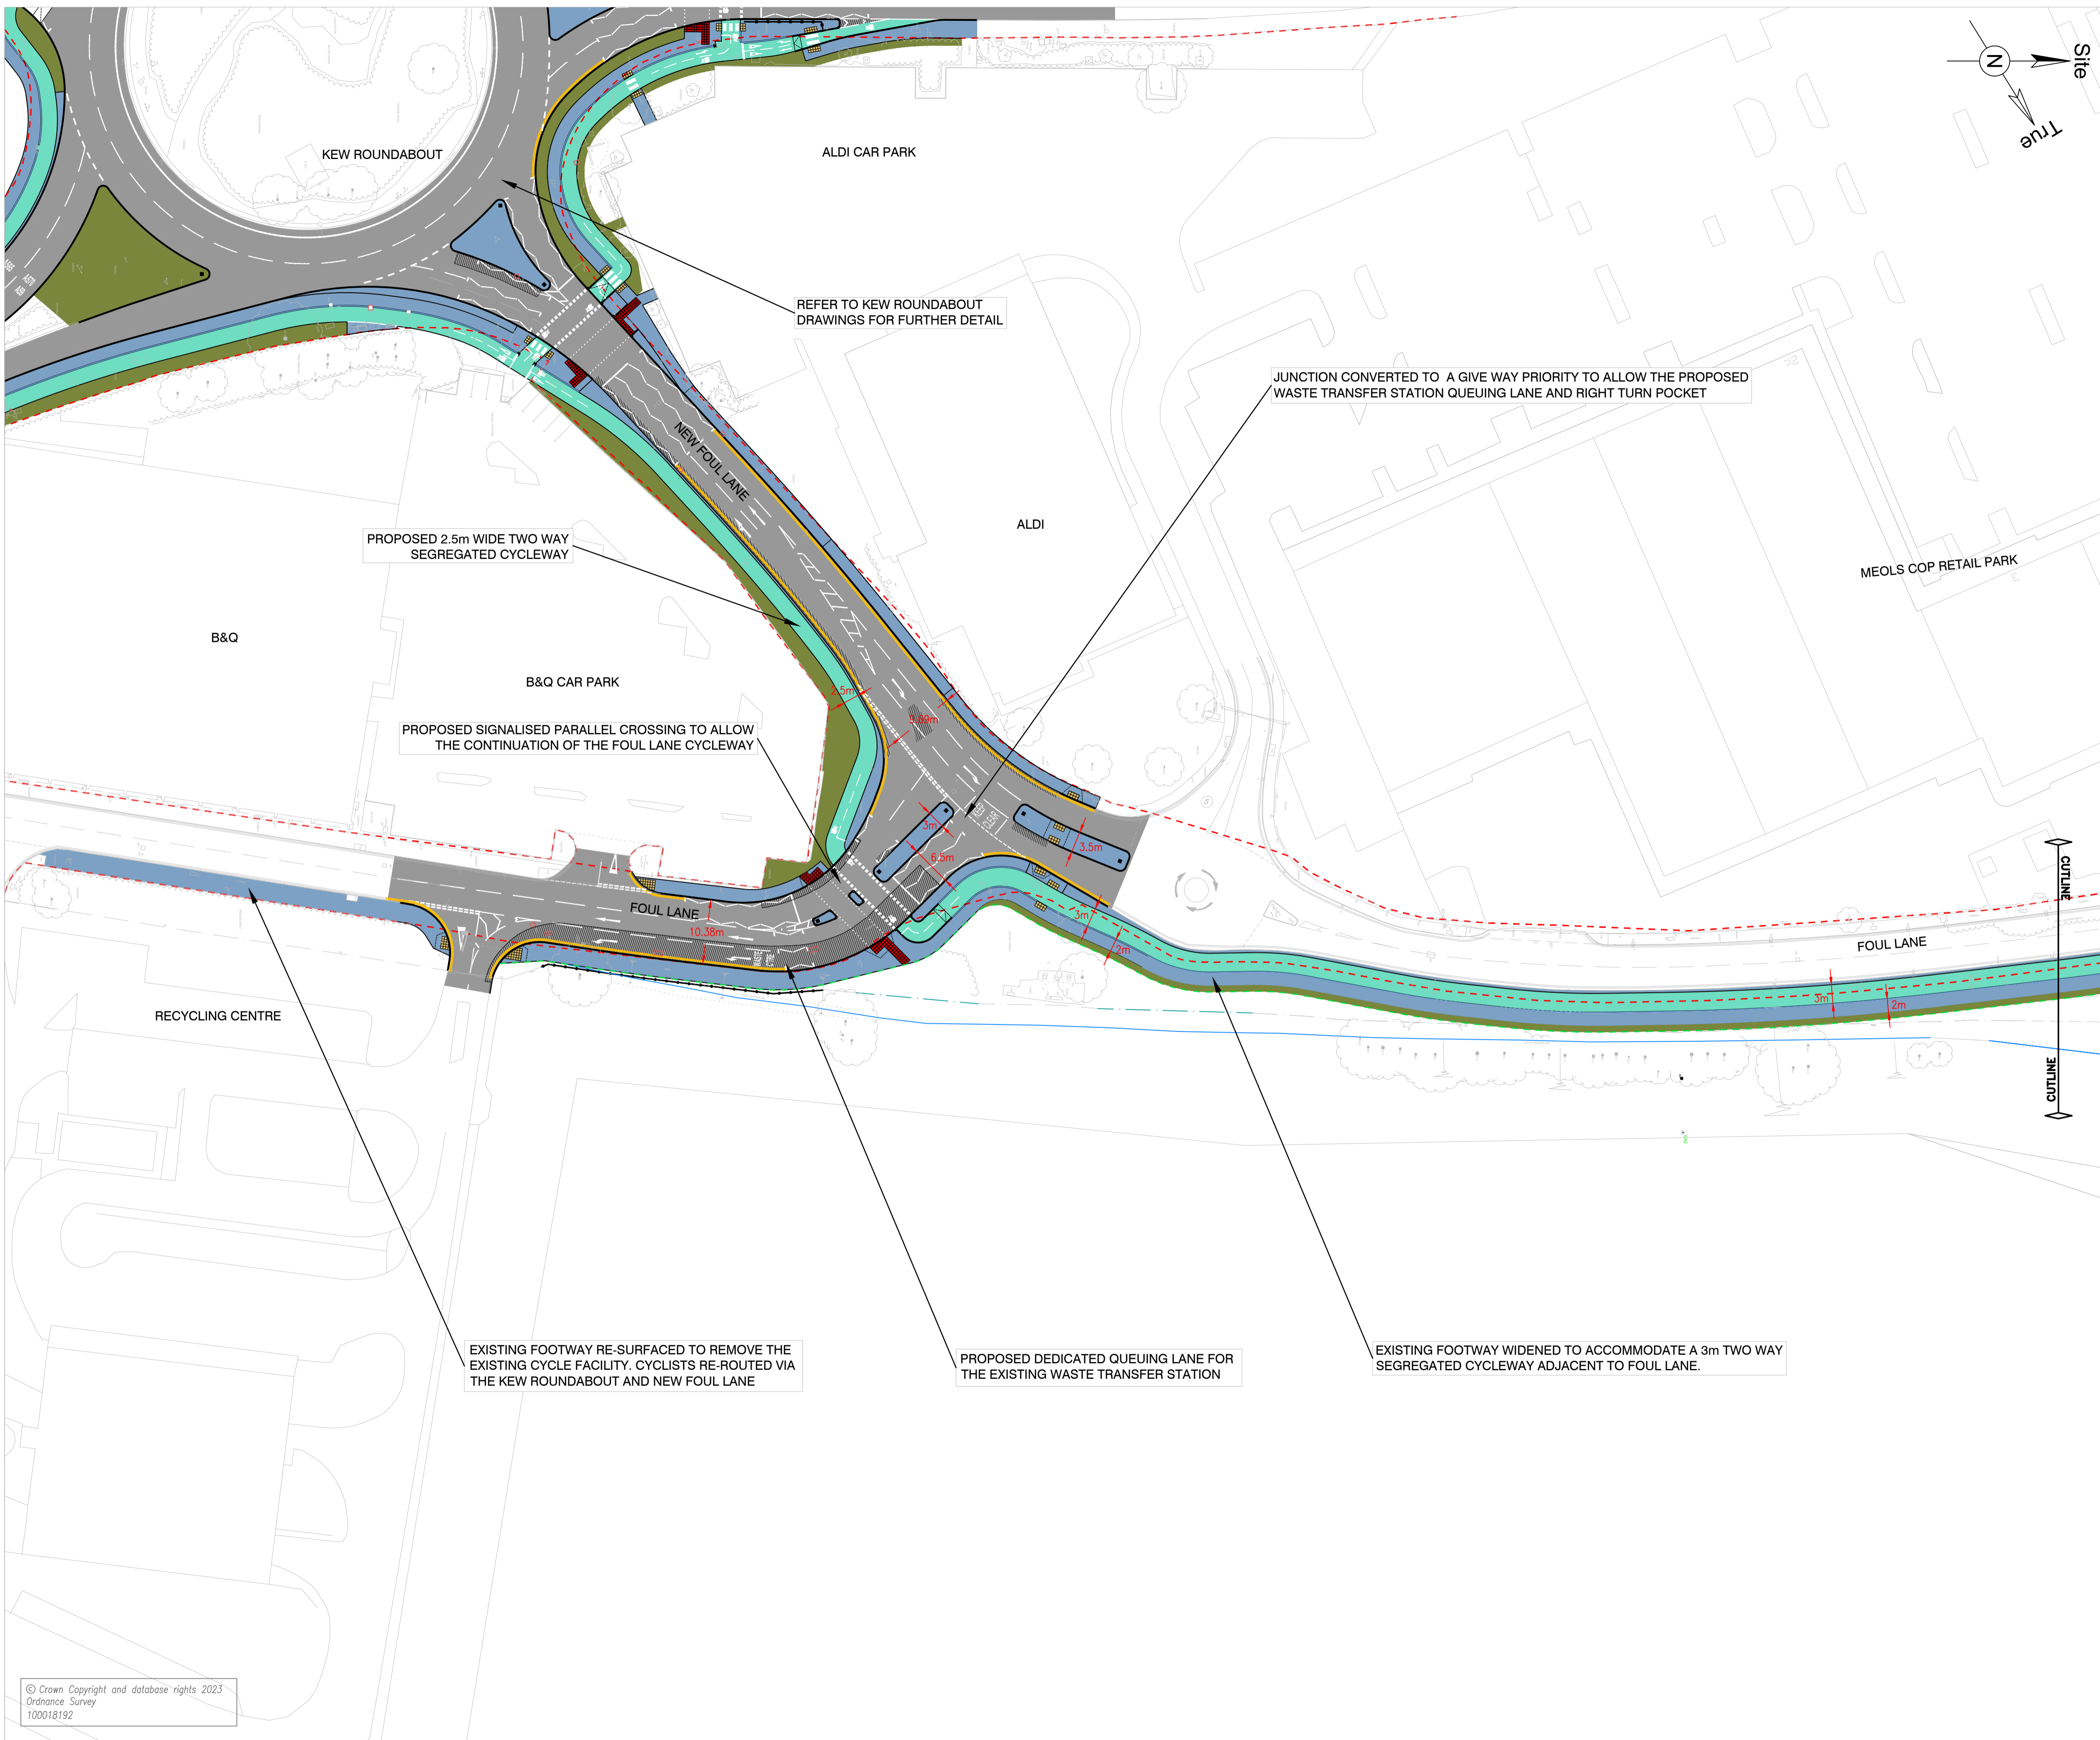 Site
N
True
KEW ROUNDABOUT
ALDI CAR PARK
REFER TO KEW ROUNDABOUT
DRAWINGS FOR FURTHER DETAIL
JUNCTION CONVERTED TO A GIVE WAY PRIORITY TO ALLOW THE PROPOSED
WASTE TRANSFER STATION QUEUING LANE AND RIGHT TURN POCKET
NEW FOUL LANE
ALDI
PROPOSED 2.5m WIDE TWO WAY
SEGREGATED CYCLEWAY
MEOLS COP RETAIL PARK
B&Q
B&Q CAR PARK
2.5m
PROPOSED SIGNALISED PARALLEL CROSSING TO ALLOW
THE CONTINUATION OF THE FOUL LANE CYCLEWAY
KEEP
CLEAR
3m
3.5m
6.5m
CUTLINE
FOUL LANE
10.38m
3m
2m
FOUL LANE
3m
2m
RECYCLING CENTRE
CUTLINE
EXISTING FOOTWAY RE-SURFACED TO REMOVE THE
EXISTING CYCLE FACILITY. CYCLISTS RE-ROUTED VIA
THE KEW ROUNDABOUT AND NEW FOUL LANE
PROPOSED DEDICATED QUEUING LANE FOR
THE EXISTING WASTE TRANSFER STATION
EXISTING FOOTWAY WIDENED TO ACCOMMODATE A 3m TWO WAY
SEGREGATED CYCLEWAY ADJACENT TO FOUL LANE.
© Crown Copyright and database rights 2023
Ordnance Survey
100018192